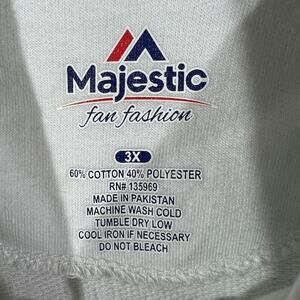 Majestic
fan fashion
3X
60% COTTON 40% POLYESTER
RN# 135969
MADE IN PAKISTAN
MACHINE WASH COLD
TUMBLE DRY LOW
COOL IRON IF NECESSARY
DO NOT BLEACH